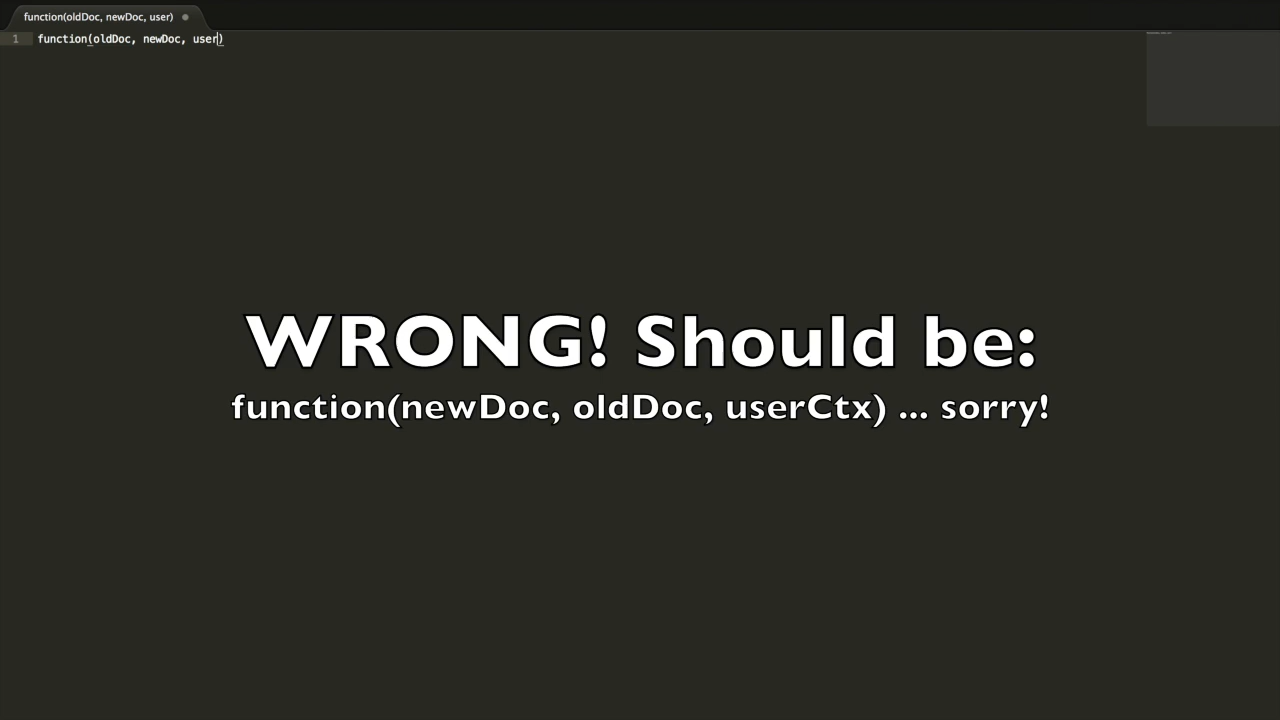 function(oldDoc, newDoc, user)
1 function(oldDoc, newDoc, user)
WRONG! Should be:
function(newDoc, oldDoc, userCtx) ... sorry!